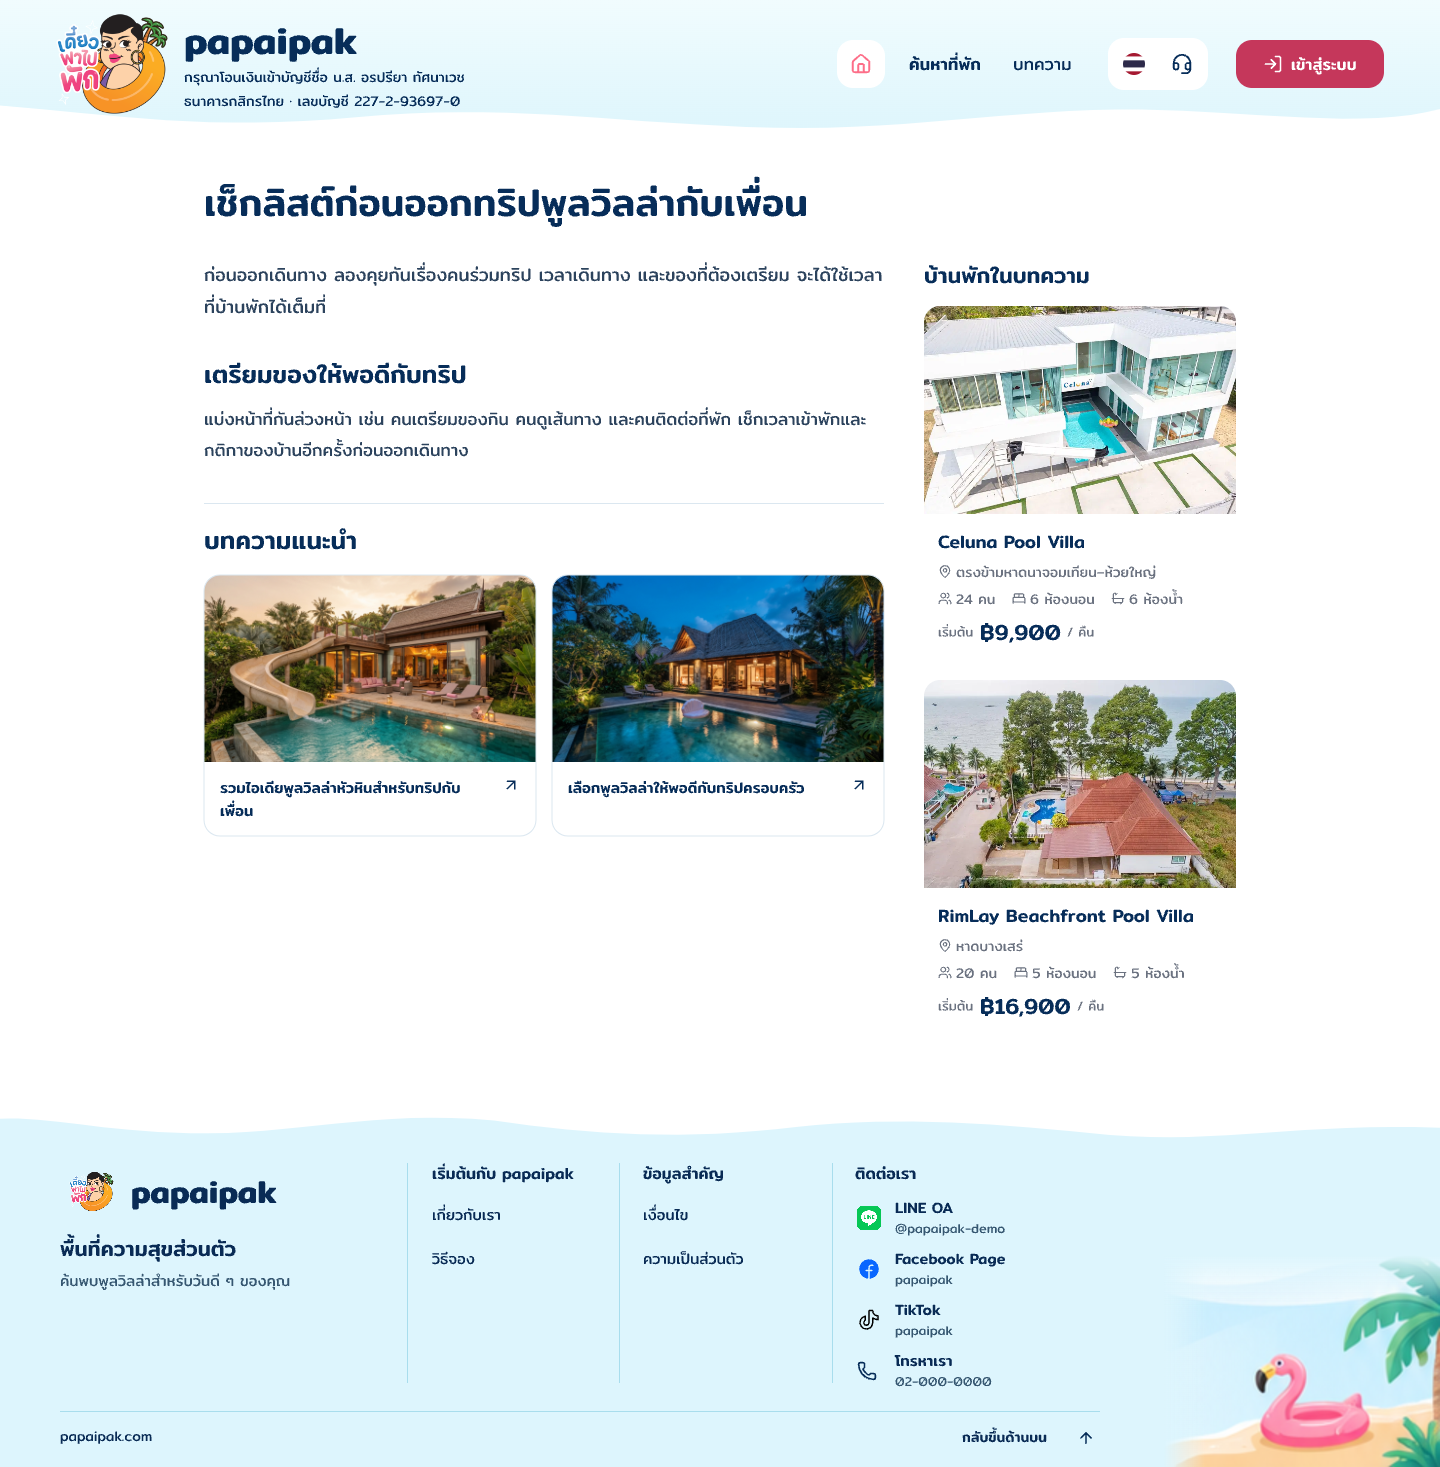 เดี๋ยว
พาไป
พัก
papaipak
กรุณาโอนเงินเข้าบัญชีชื่อ น.ส. อรปรียา ทัศนาเวช
ธนาคารกสิกรไทย · เลขบัญชี 227-2-93697-0
ค้นหาที่พัก
บทความ
เข้าสู่ระบบ
เช็กลิสต์ก่อนออกทริปพูลวิลล่ากับเพื่อน
ก่อนออกเดินทาง ลองคุยกันเรื่องคนร่วมทริป เวลาเดินทาง และของที่ต้องเตรียม จะได้ใช้เวลา
ที่บ้านพักได้เต็มที่
เตรียมของให้พอดีกับทริป
แบ่งหน้าที่กันล่วงหน้า เช่น คนเตรียมของกิน คนดูเส้นทาง และคนติดต่อที่พัก เช็กเวลาเข้าพักและ
กติกาของบ้านอีกครั้งก่อนออกเดินทาง
บทความแนะนำ
รวมไอเดียพูลวิลล่าหัวหินสำหรับทริปกับ
เพื่อน
เลือกพูลวิลล่าให้พอดีกับทริปครอบครัว
บ้านพักในบทความ
Celuna
Celuna Pool Villa
ตรงข้ามหาดนาจอมเทียน-ห้วยใหญ่
24 คน 6 ห้องนอน 6 ห้องน้ำ
เริ่มต้น ฿9,900 / คืน
RimLay Beachfront Pool Villa
หาดบางเสร่
20 คน 5 ห้องนอน 5 ห้องน้ำ
เริ่มต้น ฿16,900 / คืน
เดี๋ยว
พาไป
พัก
papaipak
พื้นที่ความสุขส่วนตัว
ค้นพบพูลวิลล่าสำหรับวันดี ๆ ของคุณ
เริ่มต้นกับ papaipak
เกี่ยวกับเรา
วิธีจอง
ข้อมูลสำคัญ
เงื่อนไข
ความเป็นส่วนตัว
ติดต่อเรา
LINE OA
@papaipak-demo
Facebook Page
papaipak
TikTok
papaipak
โทรหาเรา
02-000-0000
papaipak.com
กลับขึ้นด้านบน